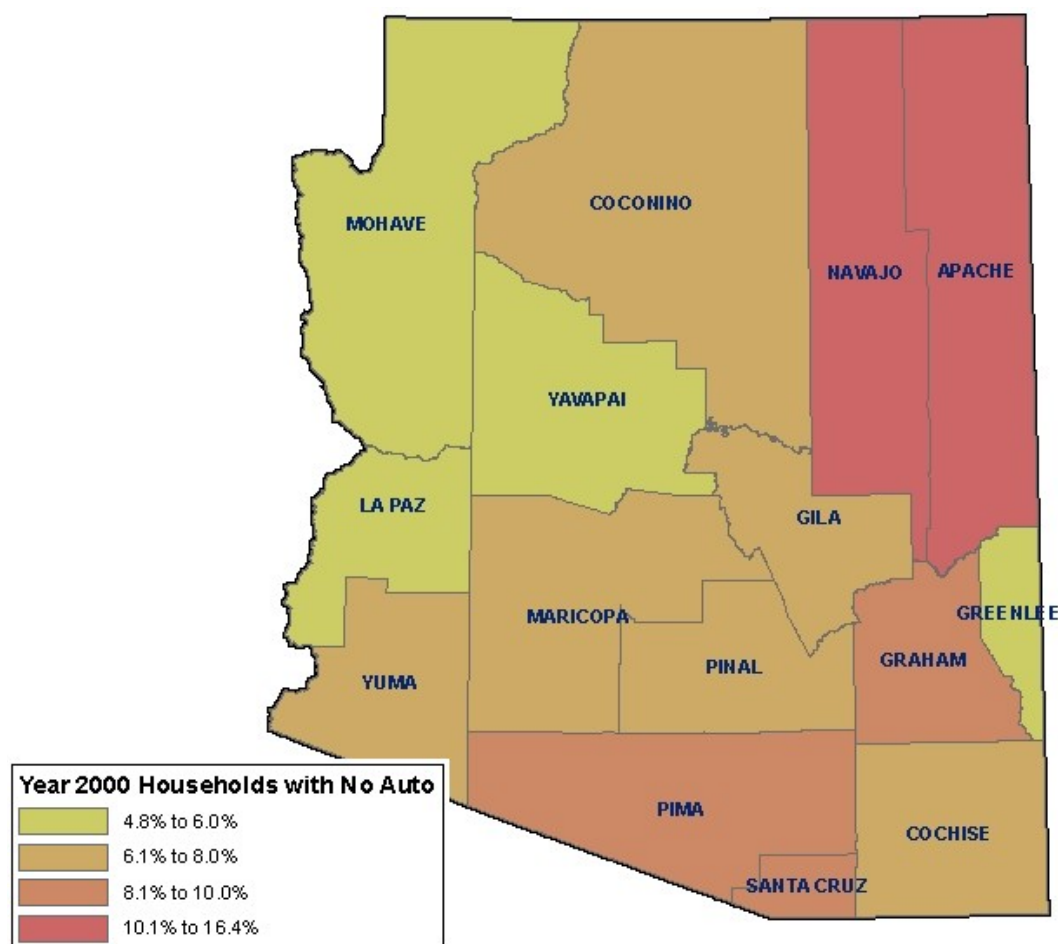 COCONINO
MOHAVE
NAVAJO
APACHE
YAVAPAI
LA PAZ
GILA
MARICOPA
GREENLEE
GRAHAM
PINAL
YUMA
Year 2000 Households with No Auto
4.8% to 6.0%
6.1% to 8.0%
8.1% to 10.0%
10.1% to 16.4%
PIMA
COCHISE
SANTA CRUZ